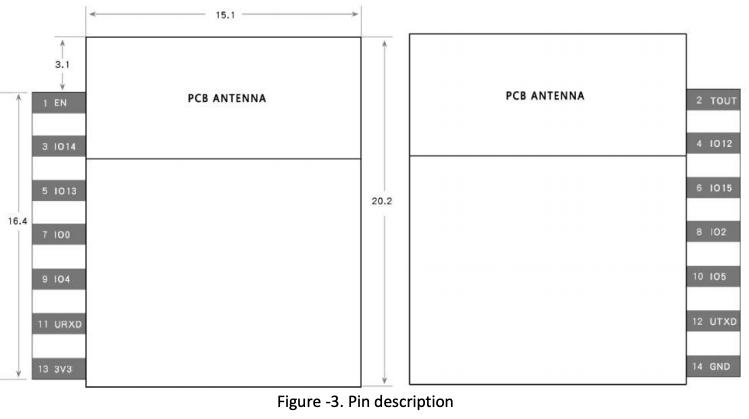 15.1
3.1
PCB ANTENNA
1 EN
3 IO14
5 IO13
16.4
7 IO0
9 IO4
11 URXD
13 3V3
20.2
PCB ANTENNA
2 TOUT
4 IO12
6 IO15
8 IO2
10 IO5
12 UTXD
14 GND
Figure -3. Pin description